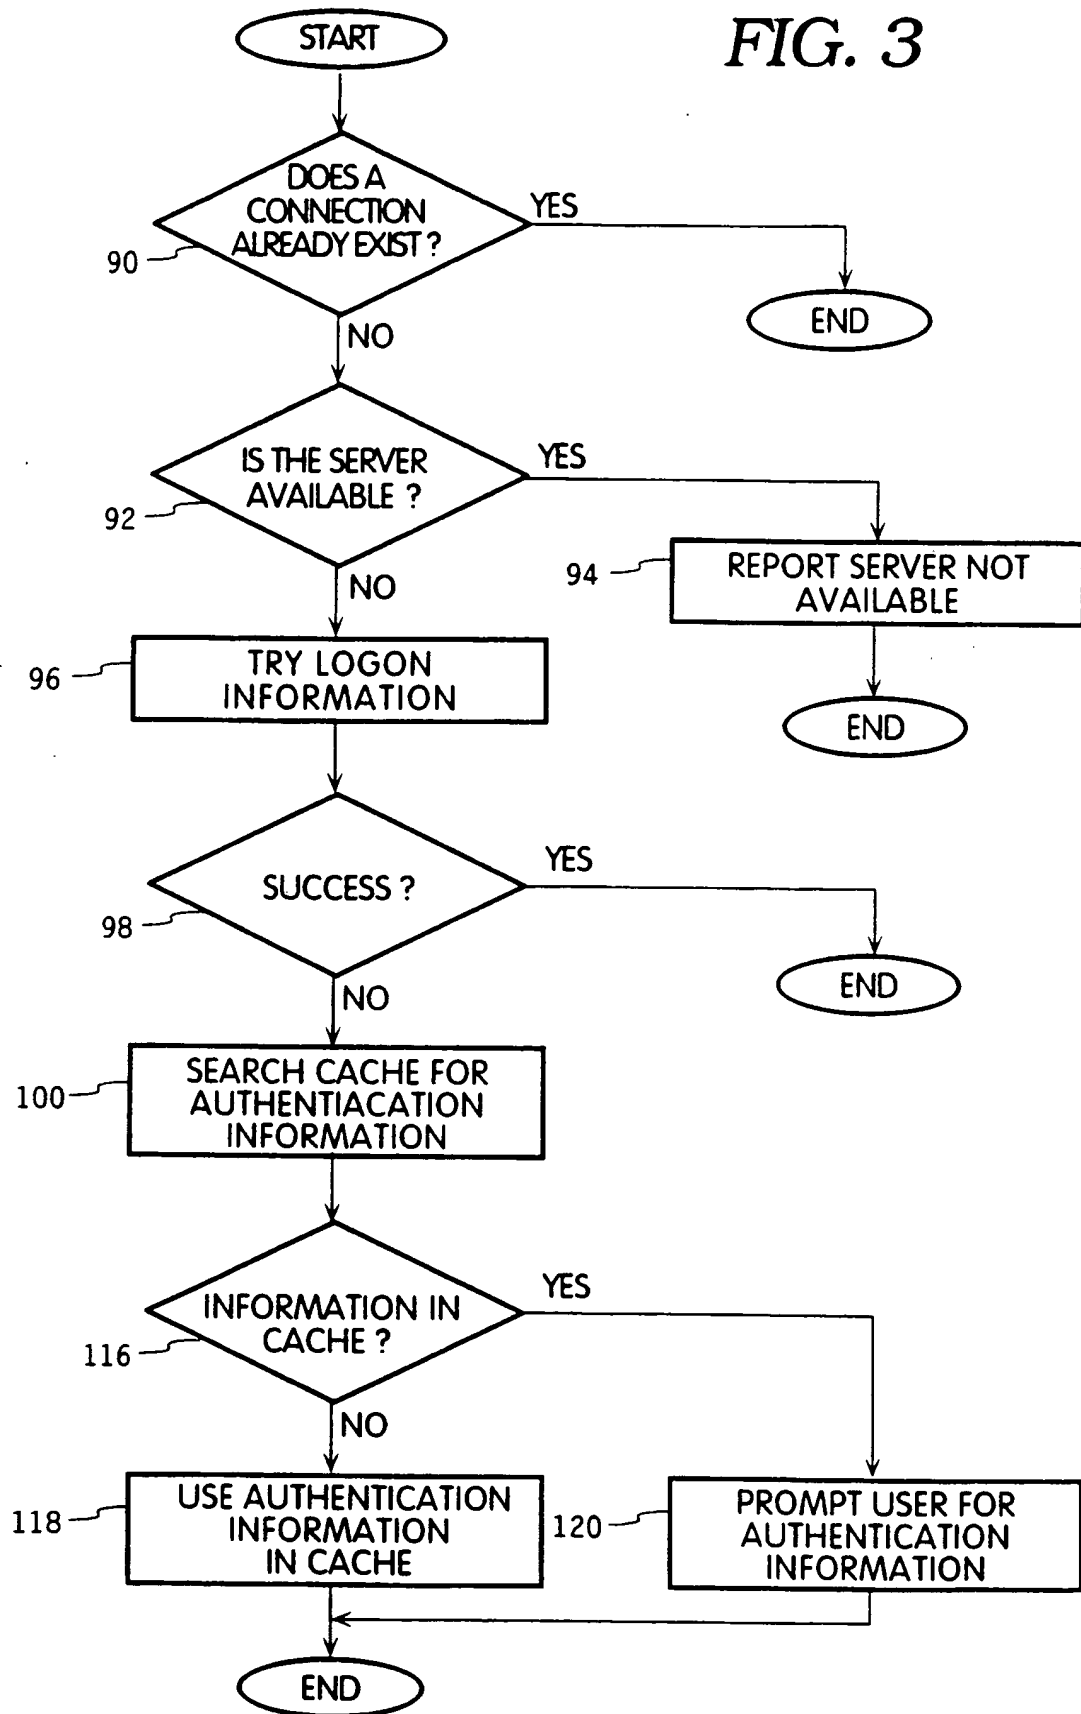 FIG. 3
START
DOES A
CONNECTION
ALREADY EXIST ?
YES
90
END
NO
IS THE SERVER
AVAILABLE ?
YES
92
94
REPORT SERVER NOT
AVAILABLE
NO
96
TRY LOGON
INFORMATION
END
SUCCESS ?
YES
98
END
NO
100
SEARCH CACHE FOR
AUTHENTIACATION
INFORMATION
INFORMATION IN
CACHE ?
YES
116
NO
118
USE AUTHENTICATION
INFORMATION
IN CACHE
120
PROMPT USER FOR
AUTHENTICATION
INFORMATION
END